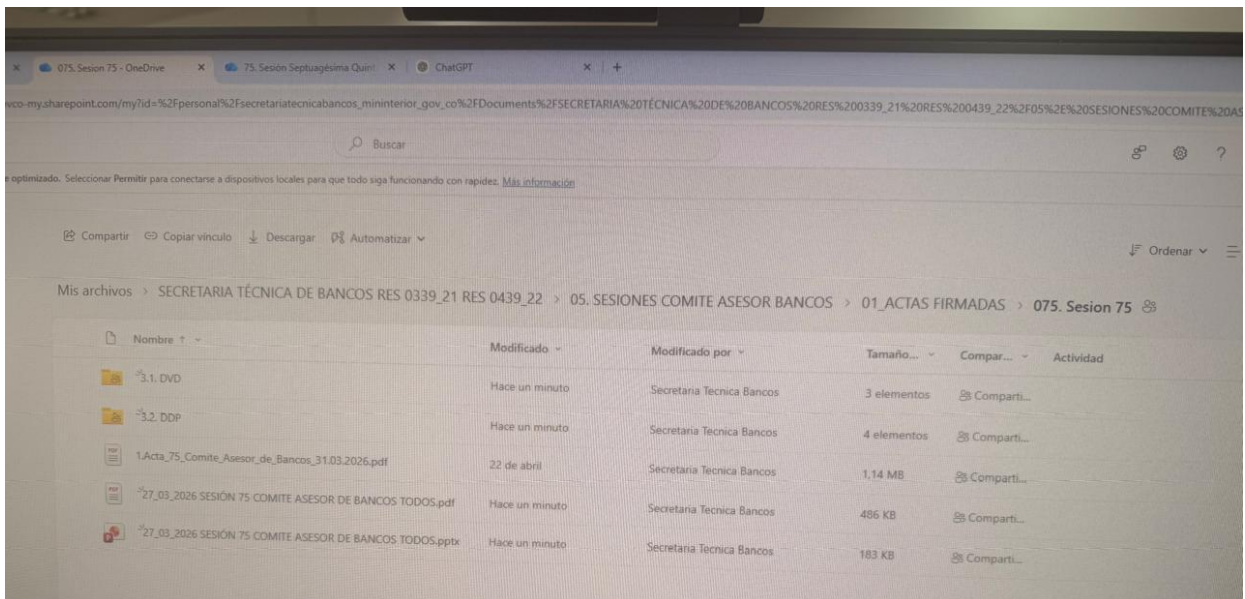 075. Sesion 75 - OneDrive
75. Sesión Septuagésima Quint
ChatGPT
vco-my.sharepoint.com/my?id=%2Fpersonal%2Fsecretariatecnicabancos_mininterior_gov_co%2FDocuments%2FSECRETARIA%20TÉCNICA%20DE%20BANCOS%20RES%200339_21%20RES%200439_22%2F05%2E%20SESIONES%20COMITE%20AS
Buscar
e optimizado. Seleccionar Permitir para conectarse a dispositivos locales para que todo siga funcionando con rapidez. Más información
Compartir Copiar vínculo Descargar Automatizar
Ordenar
Mis archivos > SECRETARIA TÉCNICA DE BANCOS RES 0339_21 RES 0439_22 > 05. SESIONES COMITE ASESOR BANCOS > 01_ACTAS FIRMADAS > 075. Sesion 75
Nombre ↑ Modificado Modificado por Tamaño... Compar... Actividad
3.1. DVD Hace un minuto Secretaria Tecnica Bancos 3 elementos Comparti...
3.2. DDP Hace un minuto Secretaria Tecnica Bancos 4 elementos Comparti...
1.Acta_75_Comite_Asesor_de_Bancos_31.03.2026.pdf 22 de abril Secretaria Tecnica Bancos 1,14 MB Comparti...
27_03_2026 SESIÓN 75 COMITE ASESOR DE BANCOS TODOS.pdf Hace un minuto Secretaria Tecnica Bancos 486 KB Comparti...
27_03_2026 SESIÓN 75 COMITE ASESOR DE BANCOS TODOS.pptx Hace un minuto Secretaria Tecnica Bancos 183 KB Comparti...